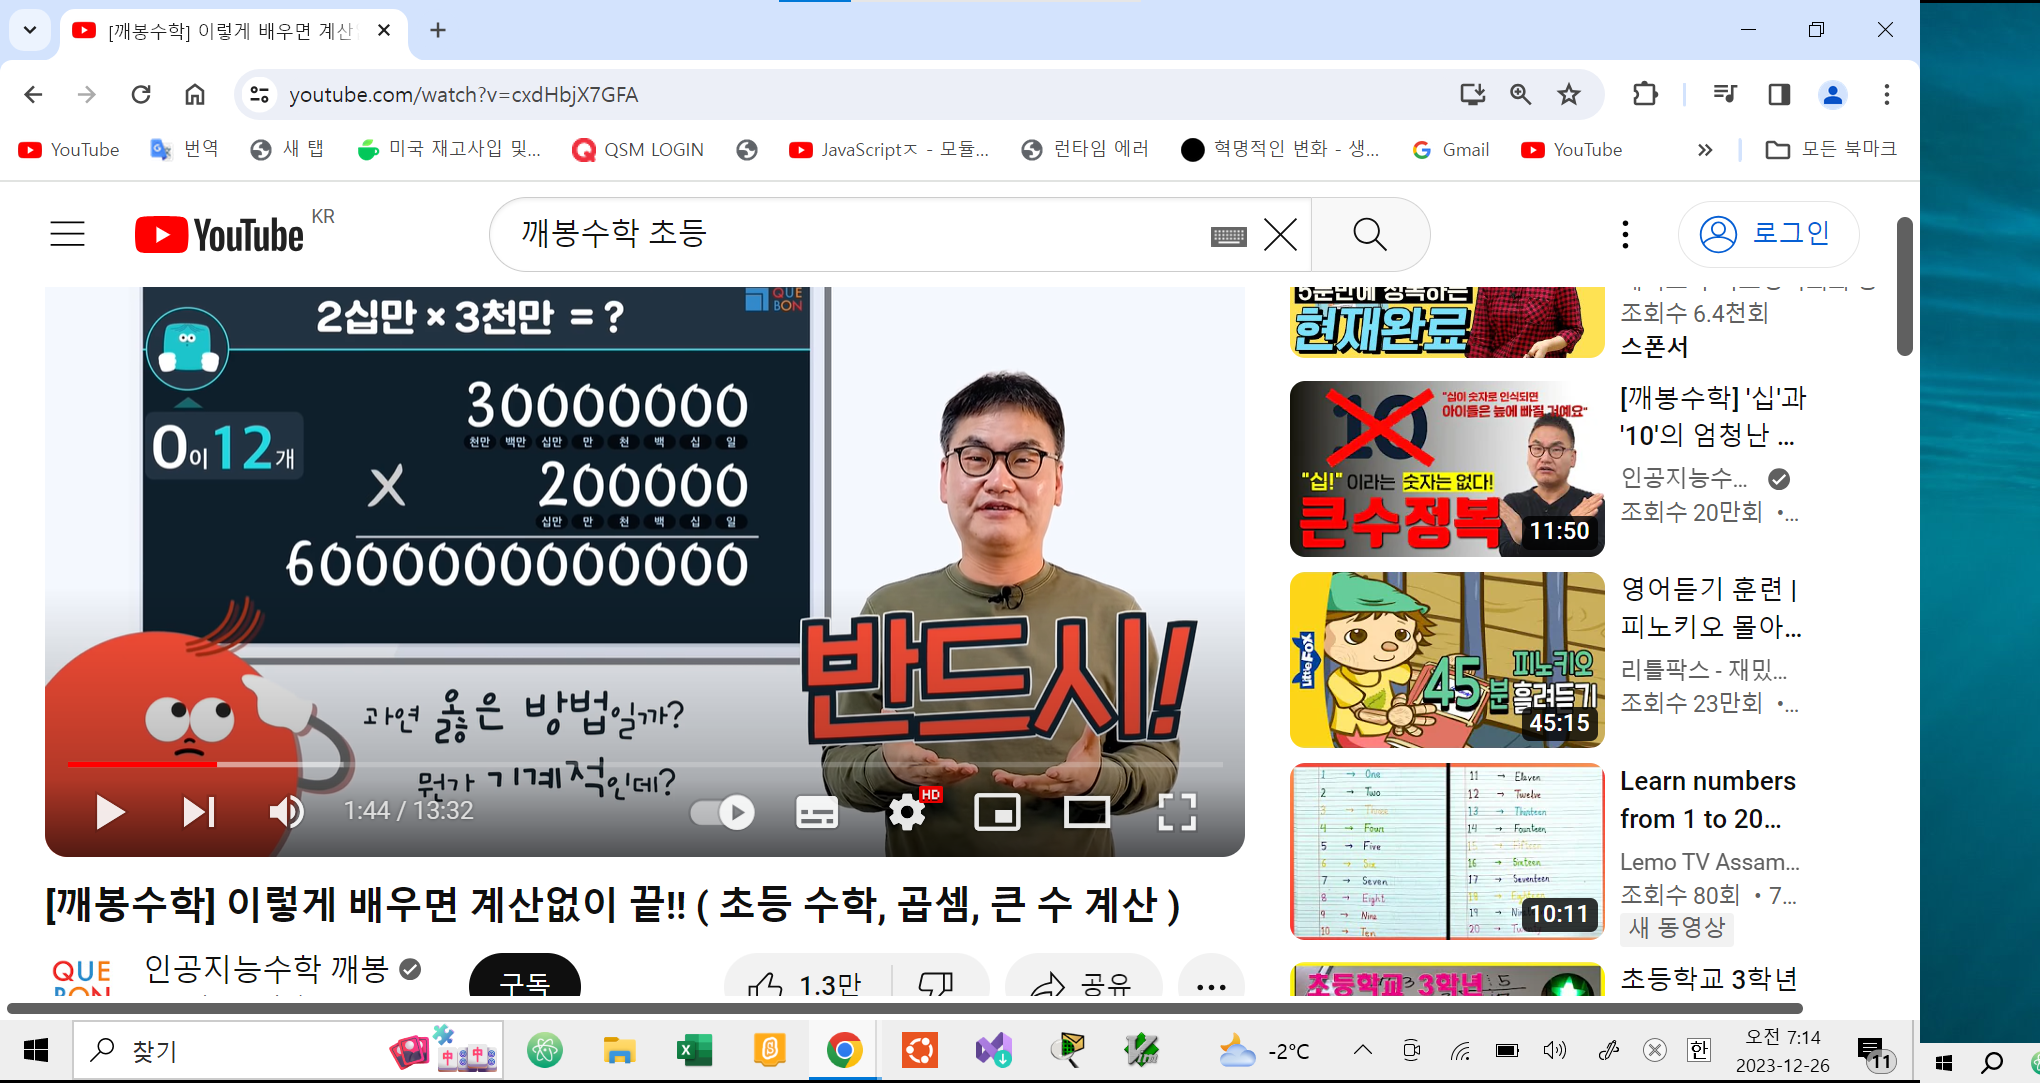 [깨봉수학] 이렇게 배우면 계산
youtube.com/watch?v=cxdHbjX7GFA
YouTube
번역
새 탭
미국 재고사입 및...
QSM LOGIN
JavaScriptㅈ - 모듈...
런타임 에러
혁명적인 변화 - 생...
Gmail
YouTube
모든 북마크
YouTube KR
깨봉수학 초등
로그인
2십만 × 3천만 = ?
QUE
BON
0이 12개
30000000
천만 백만 십만 만 천 백 십 일
× 200000
십만 만 천 백 십 일
6000000000000
과연 옳은 방법일까?
뭔가 기계적인데?
반드시!
1:44 / 13:32
HD
[깨봉수학] 이렇게 배우면 계산없이 끝!! ( 초등 수학, 곱셈, 큰 수 계산 )
QUE
BON
인공지능수학 깨봉
구독
1.3만
공유
현재완료
조회수 6.4천회
스폰서
10
"십이 숫자로 인식되면
아이들은 늪에 빠질 거예요"
"십!" 이라는 숫자는 없다!
큰수정복
11:50
[깨봉수학] '십'과
'10'의 엄청난 ...
인공지능수...
조회수 20만회 •...
Little Fox
피노키오
45분 흘려듣기
45:15
영어듣기 훈련 |
피노키오 몰아...
리틀팍스 - 재밌...
조회수 23만회 •...
1 → One
2 → Two
3 → Three
4 → Four
5 → Five
6 → Six
7 → Seven
8 → Eight
9 → Nine
10 → Ten
11 → Eleven
12 → Twelve
13 → Thirteen
14 → Fourteen
15 → Fifteen
16 → Sixteen
17 → Seventeen
18 → Eighteen
19 →
20 →
10:11
Learn numbers
from 1 to 20...
Lemo TV Assam...
조회수 80회 • 7...
새 동영상
초등학교 3학년
초등학교 3학년
찾기
-2°C
한
오전 7:14
2023-12-26
11